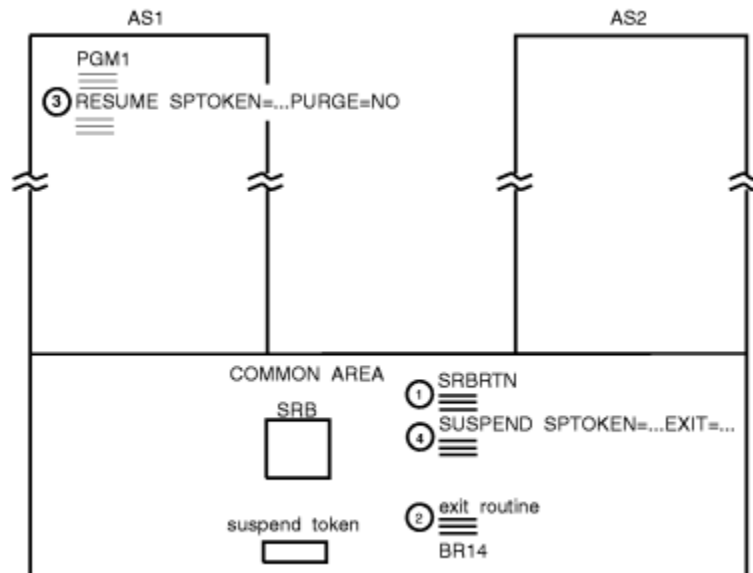 AS1
AS2
PGM1
3 RESUME SPTOKEN=...PURGE=NO
COMMON AREA
SRB
suspend token
1 SRBRTN
4 SUSPEND SPTOKEN=...EXIT=...
2 exit routine
BR14